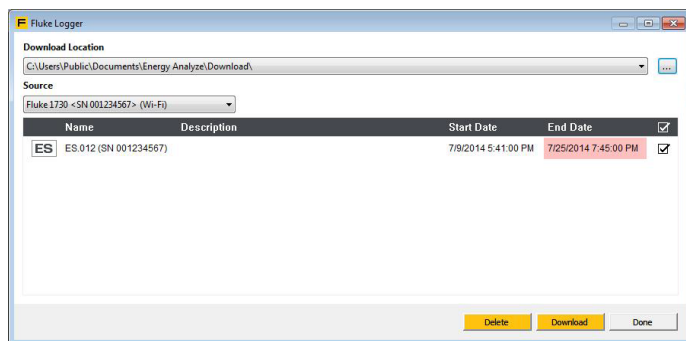 F Fluke Logger
Download Location
C:\Users\Public\Documents\Energy Analyze\Download\
...
Source
Fluke 1730 <SN 001234567> (Wi-Fi)
Name Description Start Date End Date
ES ES.012 (SN 001234567) 7/9/2014 5:41:00 PM 7/25/2014 7:45:00 PM
Delete Download Done